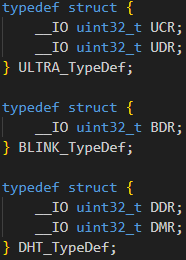 typedef struct {
    __IO uint32_t UCR;
    __IO uint32_t UDR;
} ULTRA_TypeDef;

typedef struct {
    __IO uint32_t BDR;
} BLINK_TypeDef;

typedef struct {
    __IO uint32_t DDR;
    __IO uint32_t DMR;
} DHT_TypeDef;